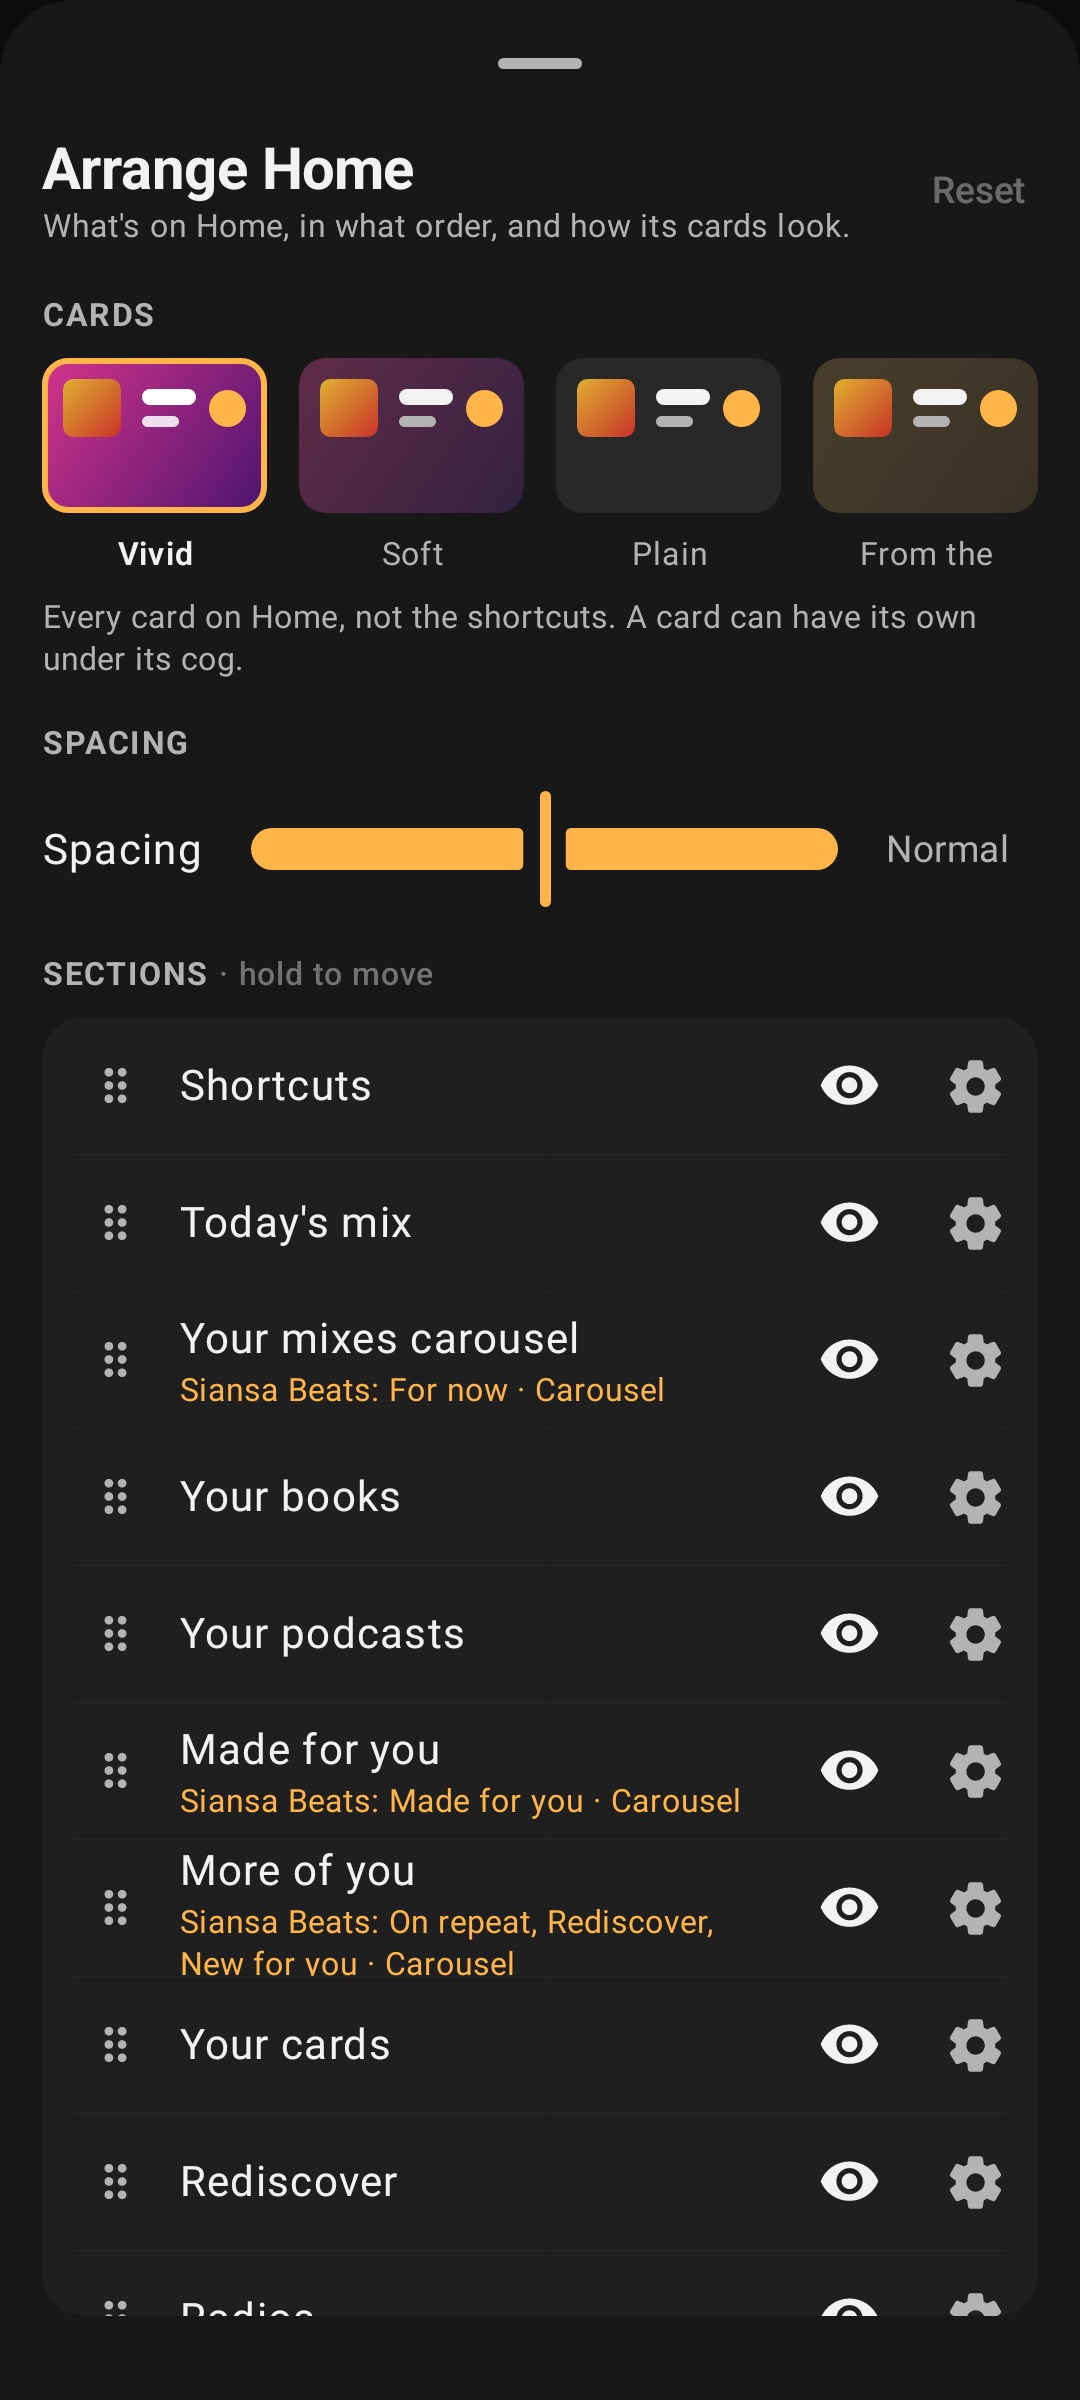 Arrange Home
Reset
What's on Home, in what order, and how its cards look.
CARDS
Vivid
Soft
Plain
From the
Every card on Home, not the shortcuts. A card can have its own
under its cog.
SPACING
Spacing
Normal
SECTIONS · hold to move
Shortcuts
Today's mix
Your mixes carousel
Siansa Beats: For now · Carousel
Your books
Your podcasts
Made for you
Siansa Beats: Made for you · Carousel
More of you
Siansa Beats: On repeat, Rediscover,
New for you · Carousel
Your cards
Rediscover
Radios